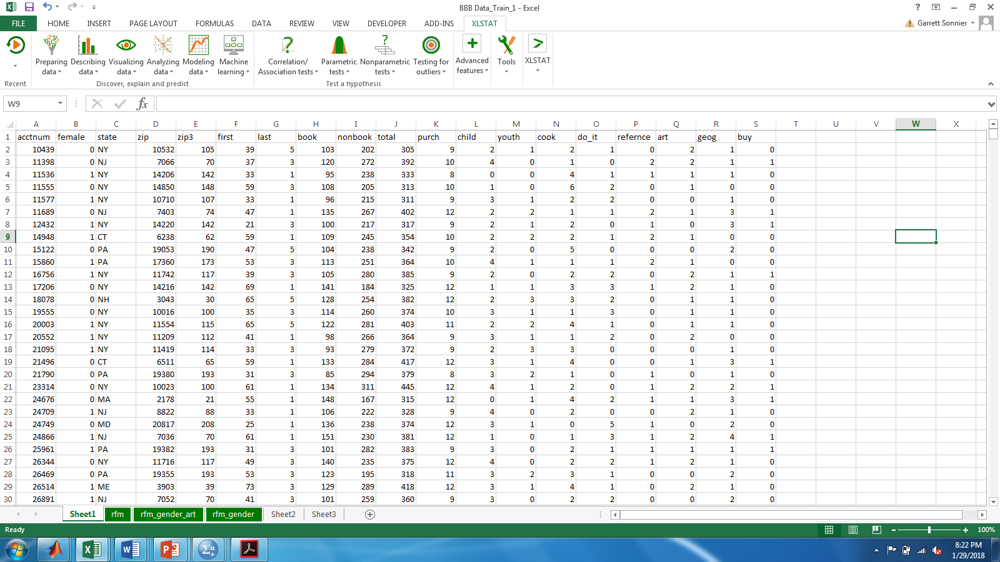 BBB Data_Train_1 - Excel
FILE HOME INSERT PAGE LAYOUT FORMULAS DATA REVIEW VIEW DEVELOPER ADD-INS XLSTAT Garrett Sonnier
Preparing Describing Visualizing Analyzing Modeling Machine Correlation/ Parametric Nonparametric Testing for Advanced Tools XLSTAT
data data data data data learning Association tests tests tests outliers features
Recent Discover, explain and predict Test a hypothesis
W9 fx
A B C D E F G H I J K L M N O P Q R S T U V W X
1 acctnum female state zip zip3 first last book nonbook total purch child youth cook do_it refernce art geog buy
2 10439 0 NY 10532 105 39 5 103 202 305 9 2 1 2 1 0 2 1 0
3 11398 0 NJ 7066 70 37 3 120 272 392 10 4 0 1 0 2 2 1 1
4 11536 1 NY 14206 142 33 1 95 238 333 8 0 0 4 1 1 1 1 0
5 11555 0 NY 14850 148 59 3 108 205 313 10 1 0 6 2 0 1 0 0
6 11577 1 NY 10710 107 33 1 96 215 311 9 3 1 2 2 0 0 1 0
7 11689 0 NJ 7403 74 47 1 135 267 402 12 2 2 1 1 2 1 3 1
8 12432 1 NY 14220 142 21 3 100 217 317 9 2 1 2 0 1 0 3 1
9 14948 1 CT 6238 62 59 1 109 245 354 10 2 2 2 1 2 1 0 0
10 15122 0 PA 19053 190 47 5 104 238 342 9 2 0 5 0 0 0 2 0
11 15860 1 PA 17360 173 53 3 113 251 364 10 4 1 1 1 2 1 0 0
12 16756 1 NY 11742 117 39 3 105 280 385 9 2 0 2 2 0 2 1 1
13 17206 0 NY 14216 142 69 1 141 184 325 12 1 1 3 3 1 2 1 0
14 18078 0 NH 3043 30 65 5 128 254 382 12 2 3 3 2 0 1 1 0
15 19555 0 NY 10016 100 35 3 114 260 374 10 3 1 1 3 0 1 1 0
16 20003 1 NY 11554 115 65 5 122 281 403 11 2 2 4 1 0 1 1 0
17 20552 1 NY 11209 112 41 1 98 266 364 9 3 1 1 2 0 2 0 0
18 21095 1 NY 11419 114 33 3 93 279 372 9 2 3 3 0 0 0 1 0
19 21496 0 CT 6511 65 59 1 133 284 417 12 3 1 4 0 0 1 3 1
20 21790 0 PA 19380 193 31 3 85 294 379 8 3 2 1 0 1 0 1 0
21 23314 0 NY 10023 100 61 1 134 311 445 12 4 1 2 0 1 2 2 1
22 24676 0 MA 2178 21 55 1 148 167 315 12 0 1 4 2 1 1 3 1
23 24709 1 NJ 8822 88 33 1 106 222 328 9 4 0 2 0 0 2 1 0
24 24749 0 MD 20817 208 25 1 136 238 374 12 3 1 0 5 1 0 2 0
25 24866 1 NJ 7036 70 61 1 151 230 381 12 1 0 1 3 1 2 4 1
26 25961 1 PA 19382 193 31 3 101 282 383 9 3 0 2 1 1 1 1 1
27 26344 0 NY 11716 117 49 3 140 235 375 12 4 0 2 2 1 2 1 0
28 26469 0 PA 19355 193 53 3 123 195 318 11 3 2 3 1 0 0 2 0
29 26514 1 ME 3903 39 73 3 129 289 418 12 3 1 4 1 0 2 1 0
30 26891 1 NJ 7052 70 41 3 101 259 360 9 3 0 2 2 0 0 2 0
Sheet1 rfm rfm_gender_art rfm_gender Sheet2 Sheet3
Ready 100%
8:22 PM
1/29/2018